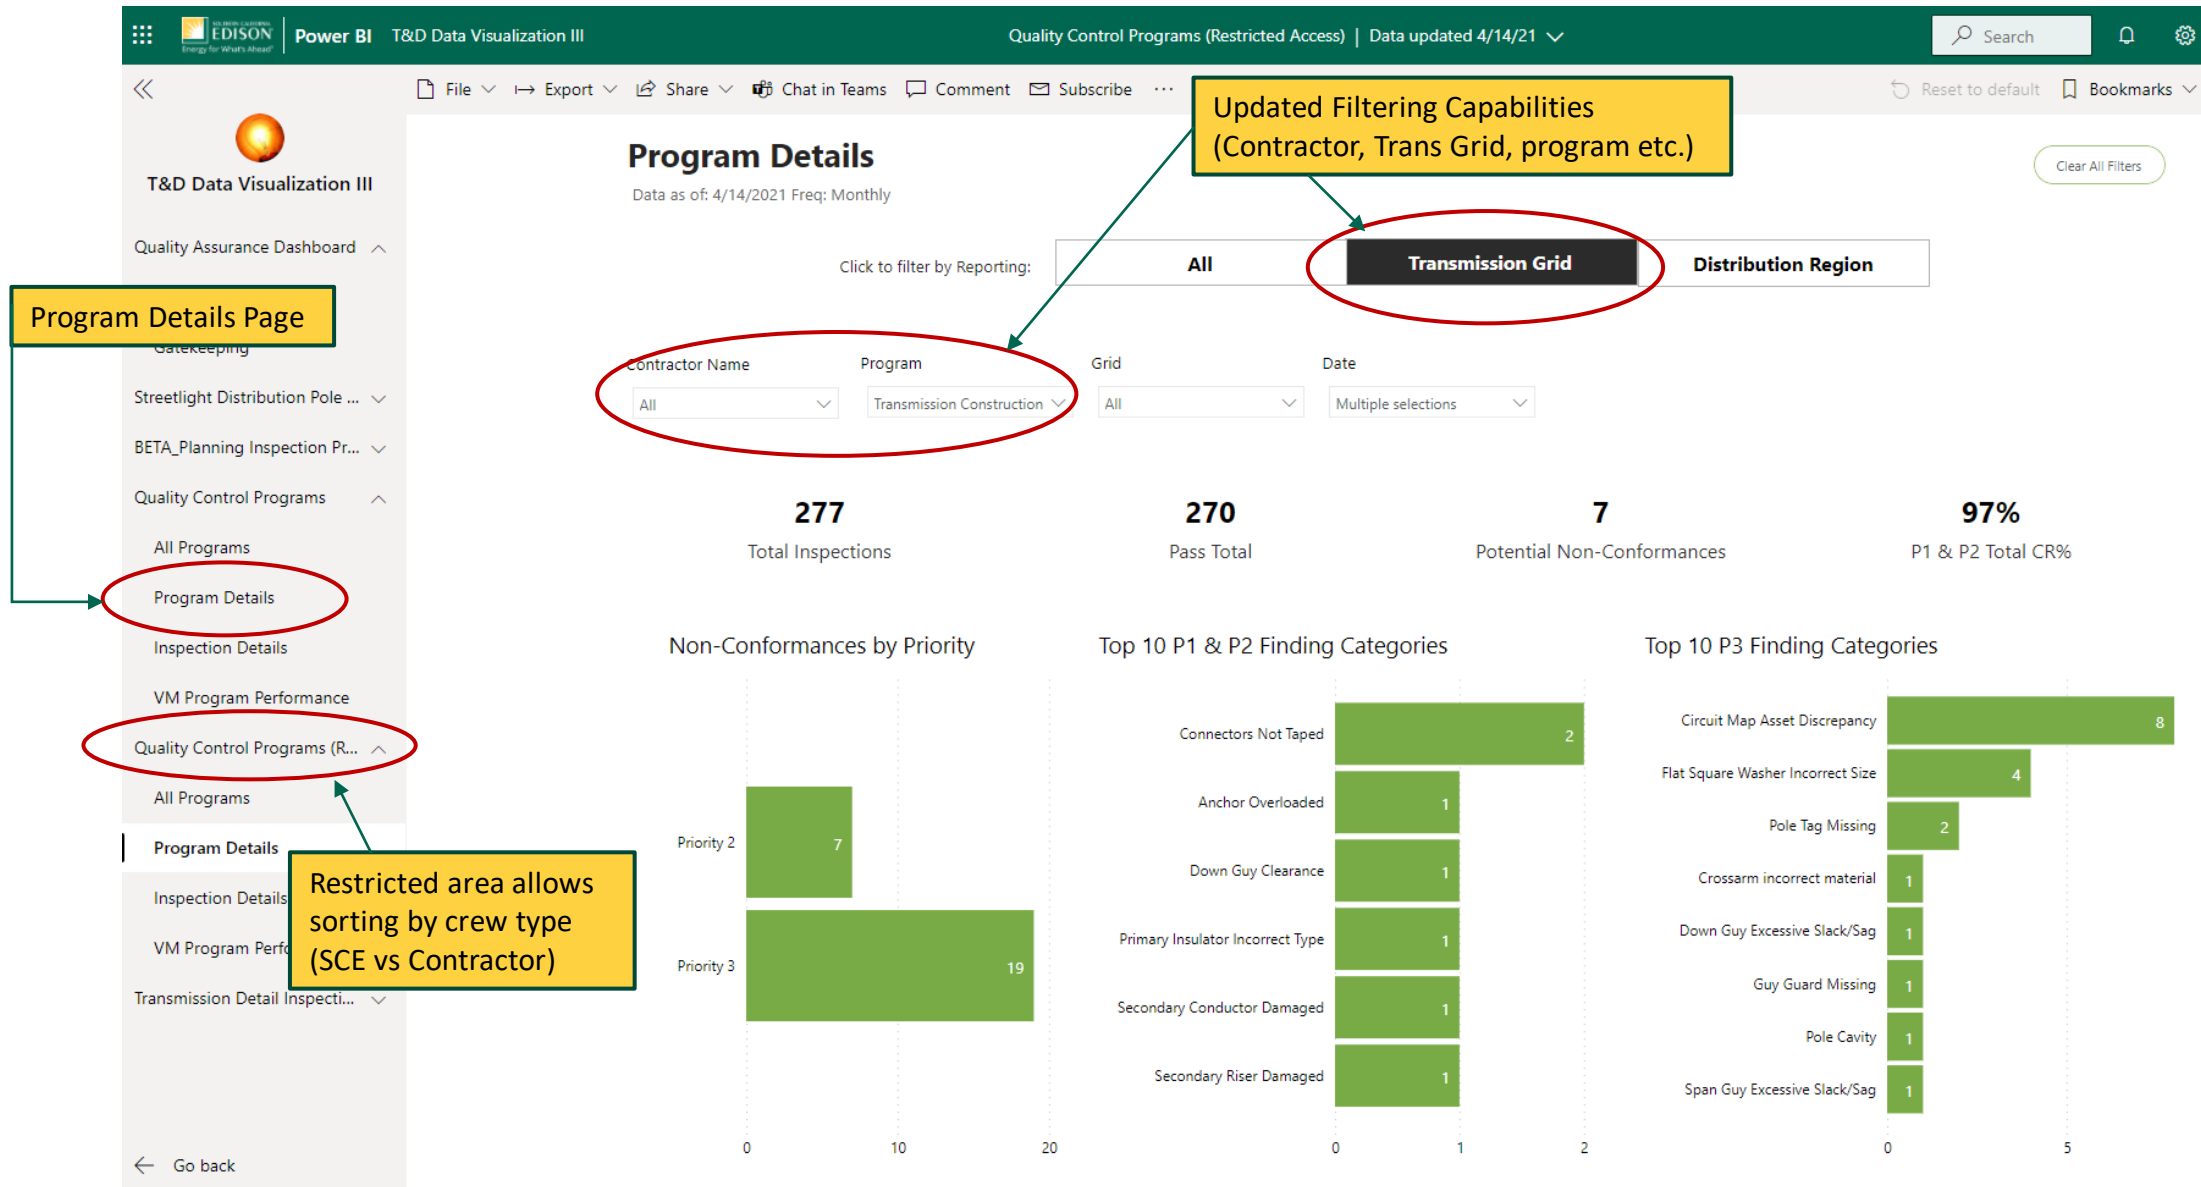 SOUTHERN CALIFORNIA
EDISON
Energy for What's Ahead®
Power BI
T&D Data Visualization III
Quality Control Programs (Restricted Access) | Data updated 4/14/21
Search
File
Export
Share
Chat in Teams
Comment
Subscribe
...
Reset to default
Bookmarks
Updated Filtering Capabilities
(Contractor, Trans Grid, program etc.)
T&D Data Visualization III
Quality Assurance Dashboard
Program Details Page
Gatekeeping
Streetlight Distribution Pole ...
BETA_Planning Inspection Pr...
Quality Control Programs
All Programs
Program Details
Inspection Details
VM Program Performance
Quality Control Programs (R...
All Programs
Program Details
Inspection Details
VM Program Perfo
Restricted area allows
sorting by crew type
(SCE vs Contractor)
Transmission Detail Inspecti...
Go back
Program Details
Data as of: 4/14/2021 Freq: Monthly
Clear All Filters
Click to filter by Reporting:
All
Transmission Grid
Distribution Region
Contractor Name
Program
Grid
Date
All
Transmission Construction
All
Multiple selections
277
Total Inspections
270
Pass Total
7
Potential Non-Conformances
97%
P1 & P2 Total CR%
Non-Conformances by Priority
Priority 2
7
Priority 3
19
0 10 20
Top 10 P1 & P2 Finding Categories
Connectors Not Taped
2
Anchor Overloaded
1
Down Guy Clearance
1
Primary Insulator Incorrect Type
1
Secondary Conductor Damaged
1
Secondary Riser Damaged
1
0 1 2
Top 10 P3 Finding Categories
Circuit Map Asset Discrepancy
8
Flat Square Washer Incorrect Size
4
Pole Tag Missing
2
Crossarm incorrect material
1
Down Guy Excessive Slack/Sag
1
Guy Guard Missing
1
Pole Cavity
1
Span Guy Excessive Slack/Sag
1
0 5